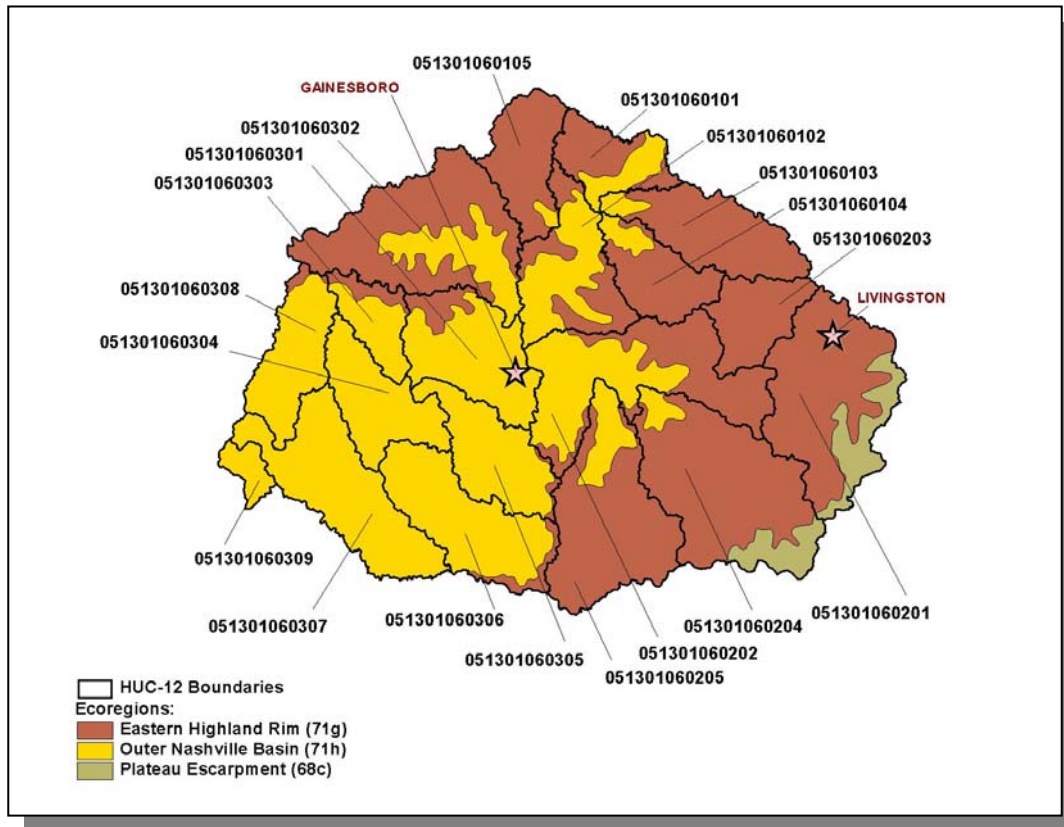 051301060105
GAINESBORO
051301060101
051301060302
051301060102
051301060301
051301060303
051301060103
051301060104
051301060203
051301060308
LIVINGSTON
051301060304
051301060309
051301060201
051301060307
051301060306
051301060204
051301060305
051301060202
051301060205
HUC-12 Boundaries
Ecoregions:
Eastern Highland Rim (71g)
Outer Nashville Basin (71h)
Plateau Escarpment (68c)